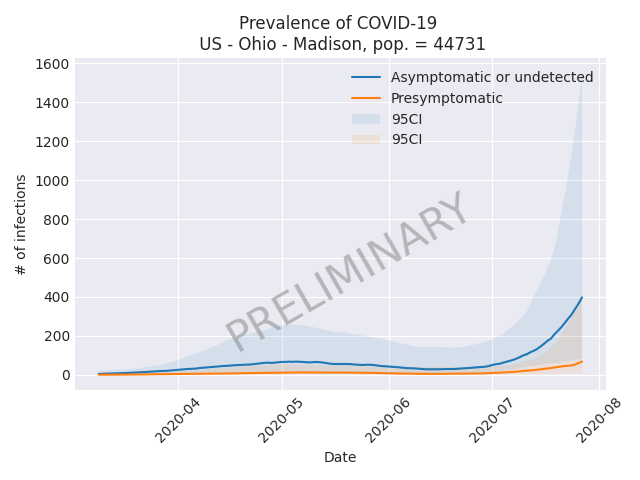 Prevalence of COVID-19
US - Ohio - Madison, pop. = 44731
Asymptomatic or undetected
Presymptomatic
95CI
95CI
1600
1400
1200
1000
800
600
400
200
0
# of infections
PRELIMINARY
2020-04
2020-05
2020-06
2020-07
2020-08
Date